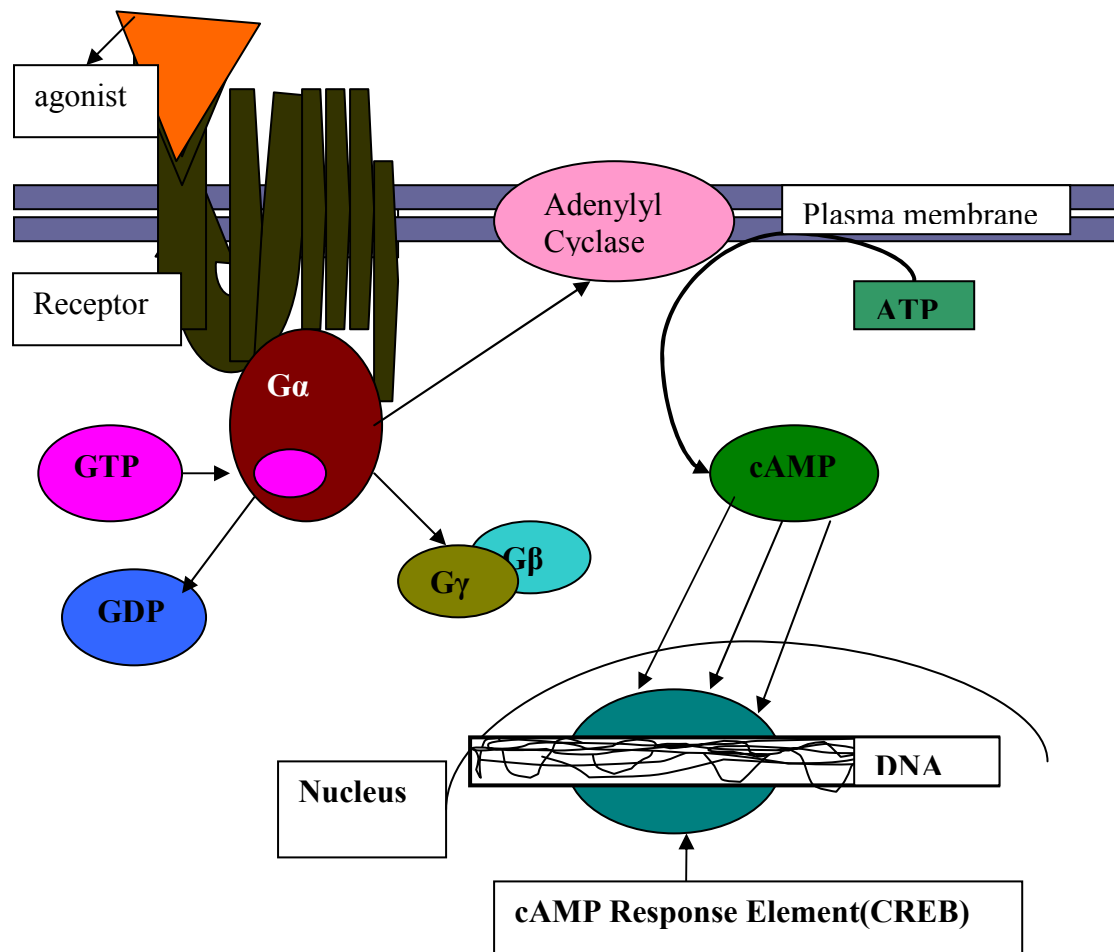 agonist
Adenylyl
Cyclase
Plasma membrane
Receptor
ATP
Gα
GTP
cAMP
Gβ
Gγ
GDP
DNA
Nucleus
cAMP Response Element(CREB)